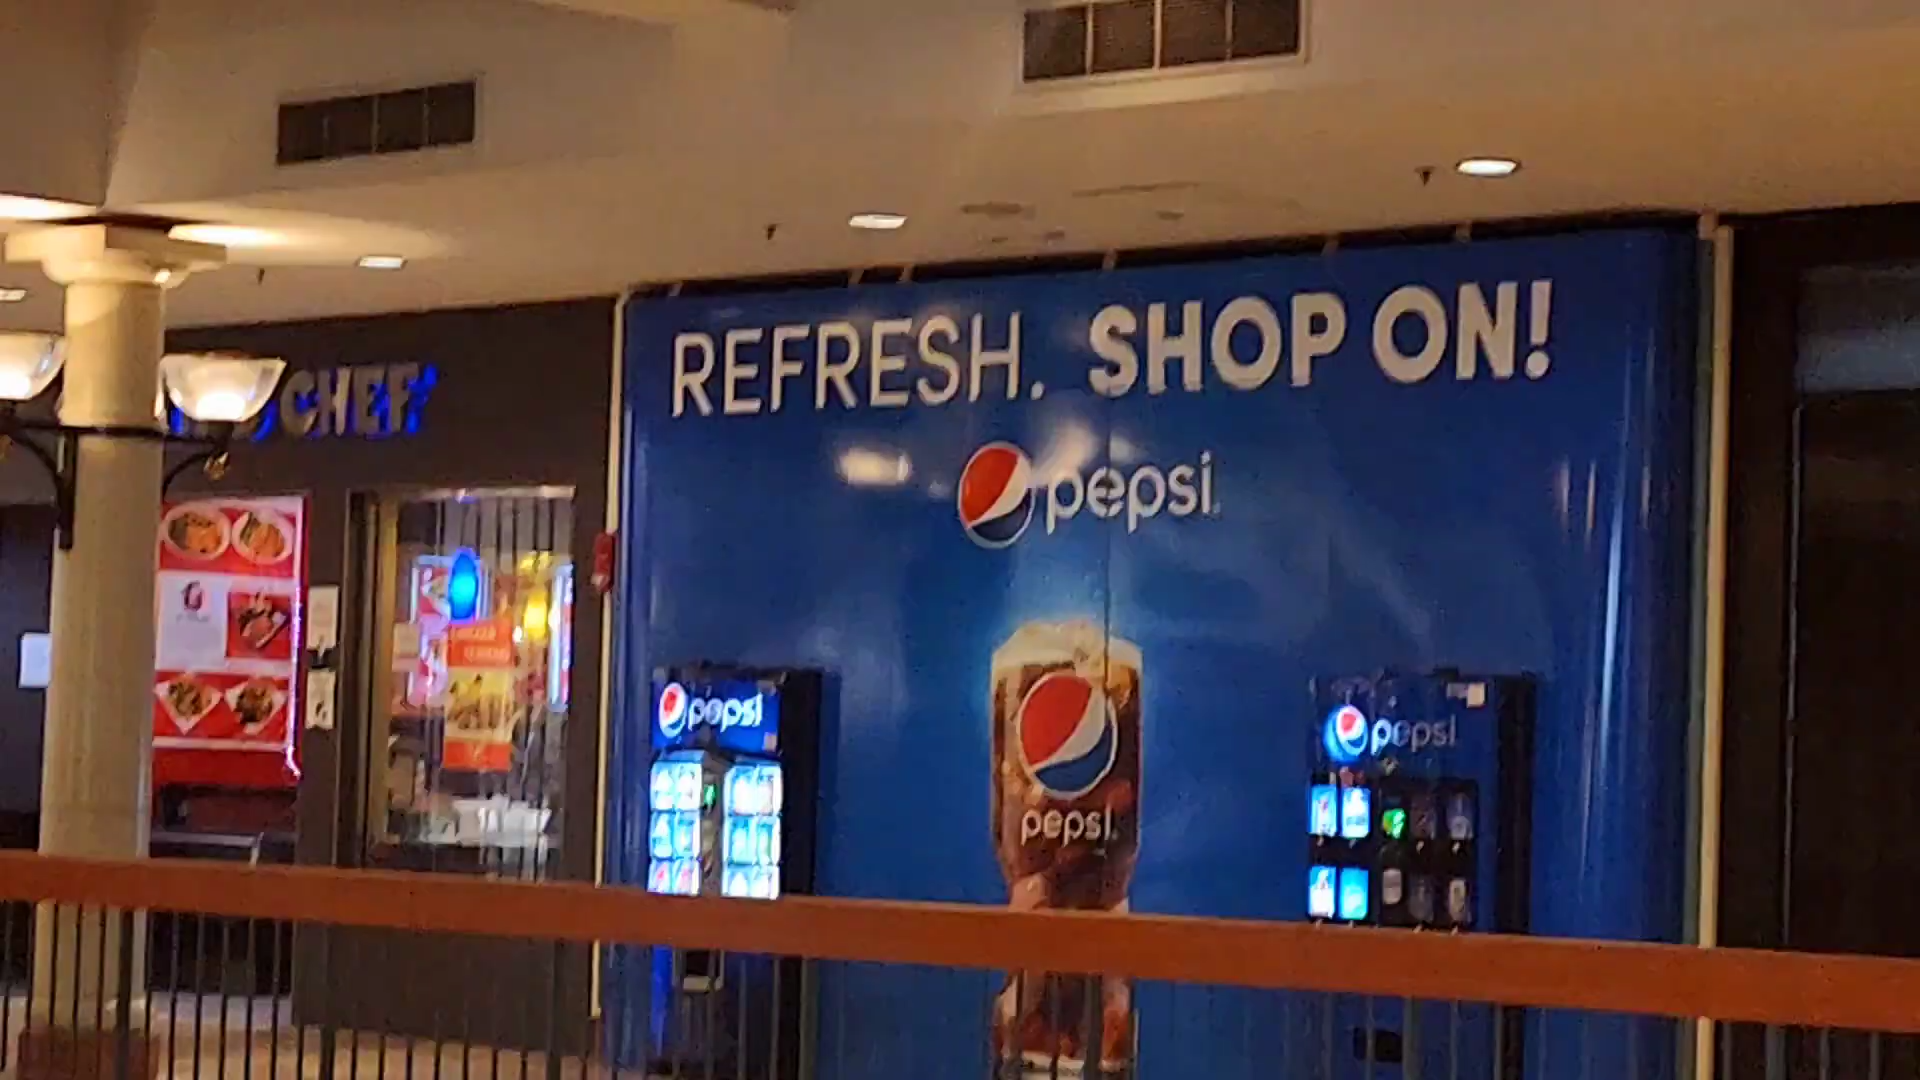 REFRESH. SHOP ON!
pepsi
CHEF
pepsi
pepsi
pepsi